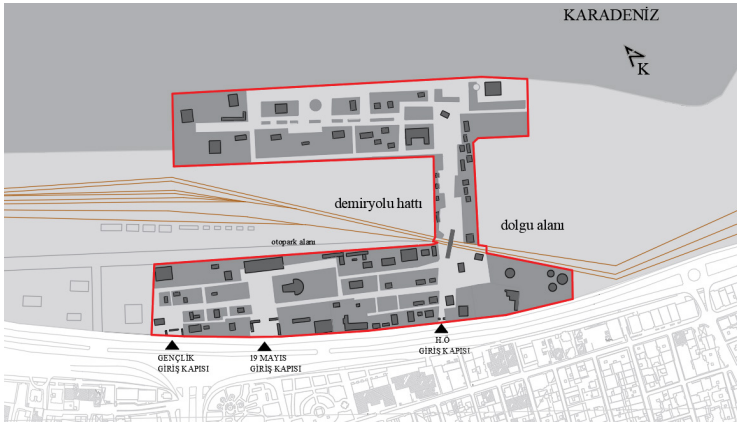 KARADENİZ
K
demiryolu hattı
dolgu alanı
otopark alanı
GENÇLİK
GİRİŞ KAPISI
19 MAYIS
GİRİŞ KAPISI
H.Ö
GİRİŞ KAPISI